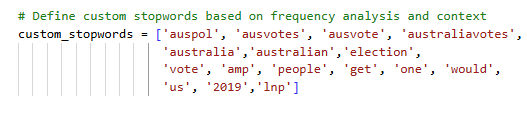 # Define custom stopwords based on frequency analysis and context
custom_stopwords = ['auspol', 'ausvotes', 'ausvote', 'australiavotes',
'australia','australian','election',
'vote', 'amp', 'people', 'get', 'one', 'would',
'us', '2019','lnp']